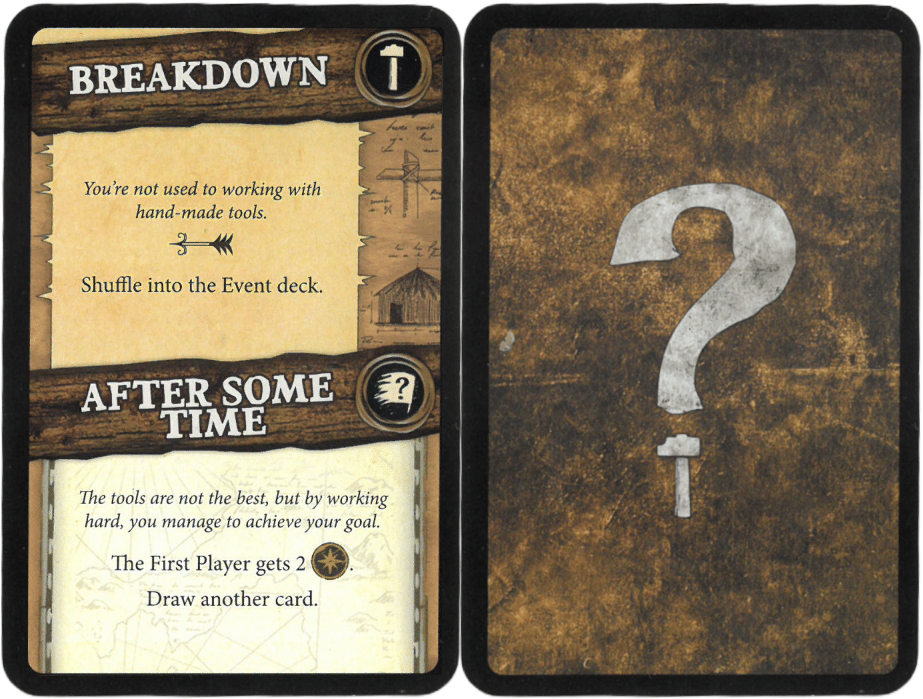 BREAKDOWN
You're not used to working with
hand-made tools.
Shuffle into the Event deck.
AFTER SOME
TIME
?
The tools are not the best, but by working
hard, you manage to achieve your goal.
The First Player gets 2 .
Draw another card.
?